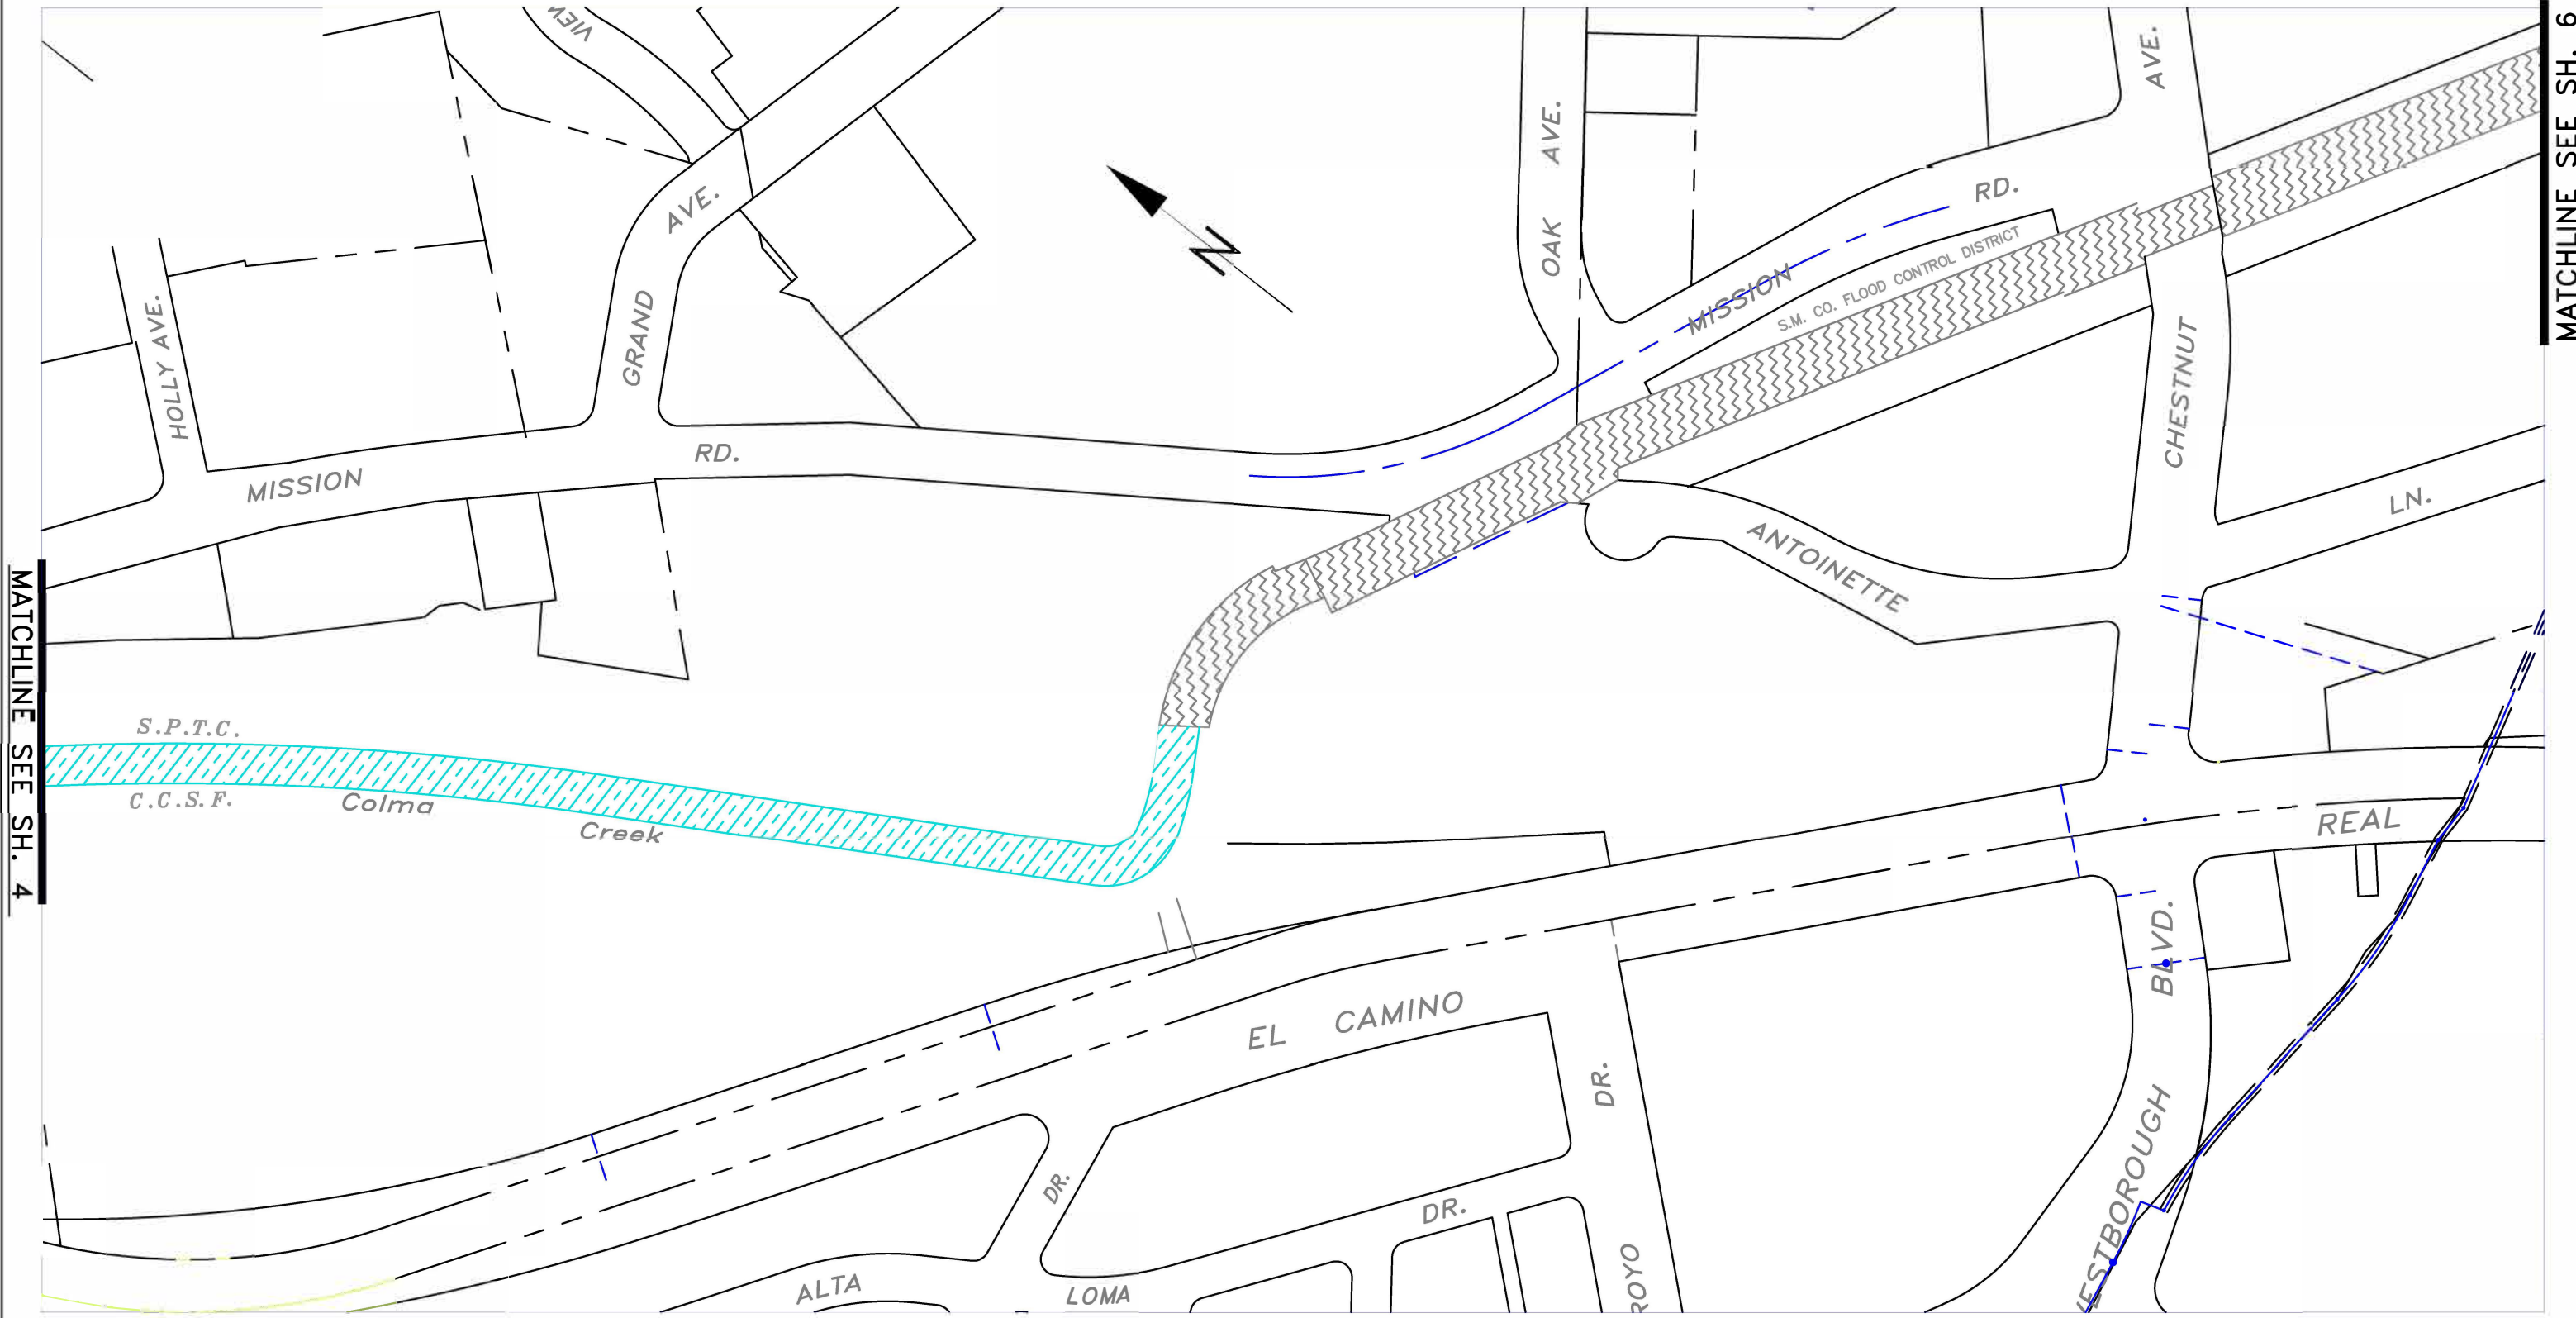 VIEW
AVE.
MATCHLINE SEE SH. 6
OAK AVE.
RD.
AVE.
S.M. CO. FLOOD CONTROL DISTRICT
MISSION
HOLLY AVE.
GRAND
CHESTNUT
N
RD.
MISSION
LN.
ANTOINETTE
MATCHLINE SEE SH. 4
S.P.T.C.
C.C.S.F.
Colma
Creek
REAL
BLVD.
EL CAMINO
DR.
DR.
WESTBOROUGH
DR.
ALTA
LOMA
ROYO